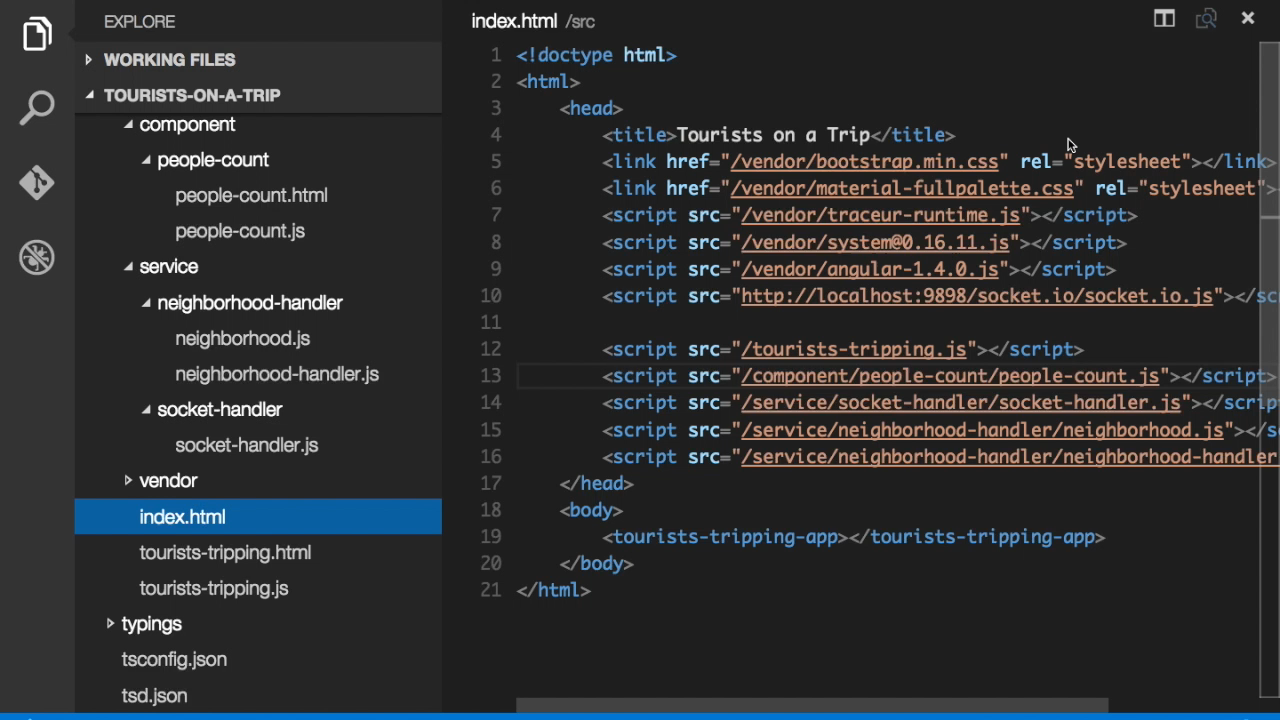 EXPLORE
WORKING FILES
TOURISTS-ON-A-TRIP
component
people-count
people-count.html
people-count.js
service
neighborhood-handler
neighborhood.js
neighborhood-handler.js
socket-handler
socket-handler.js
vendor
index.html
tourists-tripping.html
tourists-tripping.js
typings
tsconfig.json
tsd.json
index.html /src
1 <!doctype html>
2 <html>
3 <head>
4 <title>Tourists on a Trip</title>
5 <link href="/vendor/bootstrap.min.css" rel="stylesheet"></link
6 <link href="/vendor/material-fullpalette.css" rel="stylesheet">
7 <script src="/vendor/traceur-runtime.js"></script>
8 <script src="/vendor/system@0.16.11.js"></script>
9 <script src="/vendor/angular-1.4.0.js"></script>
10 <script src="http://localhost:9898/socket.io/socket.io.js"></sc
11
12 <script src="/tourists-tripping.js"></script>
13 <script src="/component/people-count/people-count.js"></script>
14 <script src="/service/socket-handler/socket-handler.js"></scrip
15 <script src="/service/neighborhood-handler/neighborhood.js"></s
16 <script src="/service/neighborhood-handler/neighborhood-handler
17 </head>
18 <body>
19 <tourists-tripping-app></tourists-tripping-app>
20 </body>
21 </html>